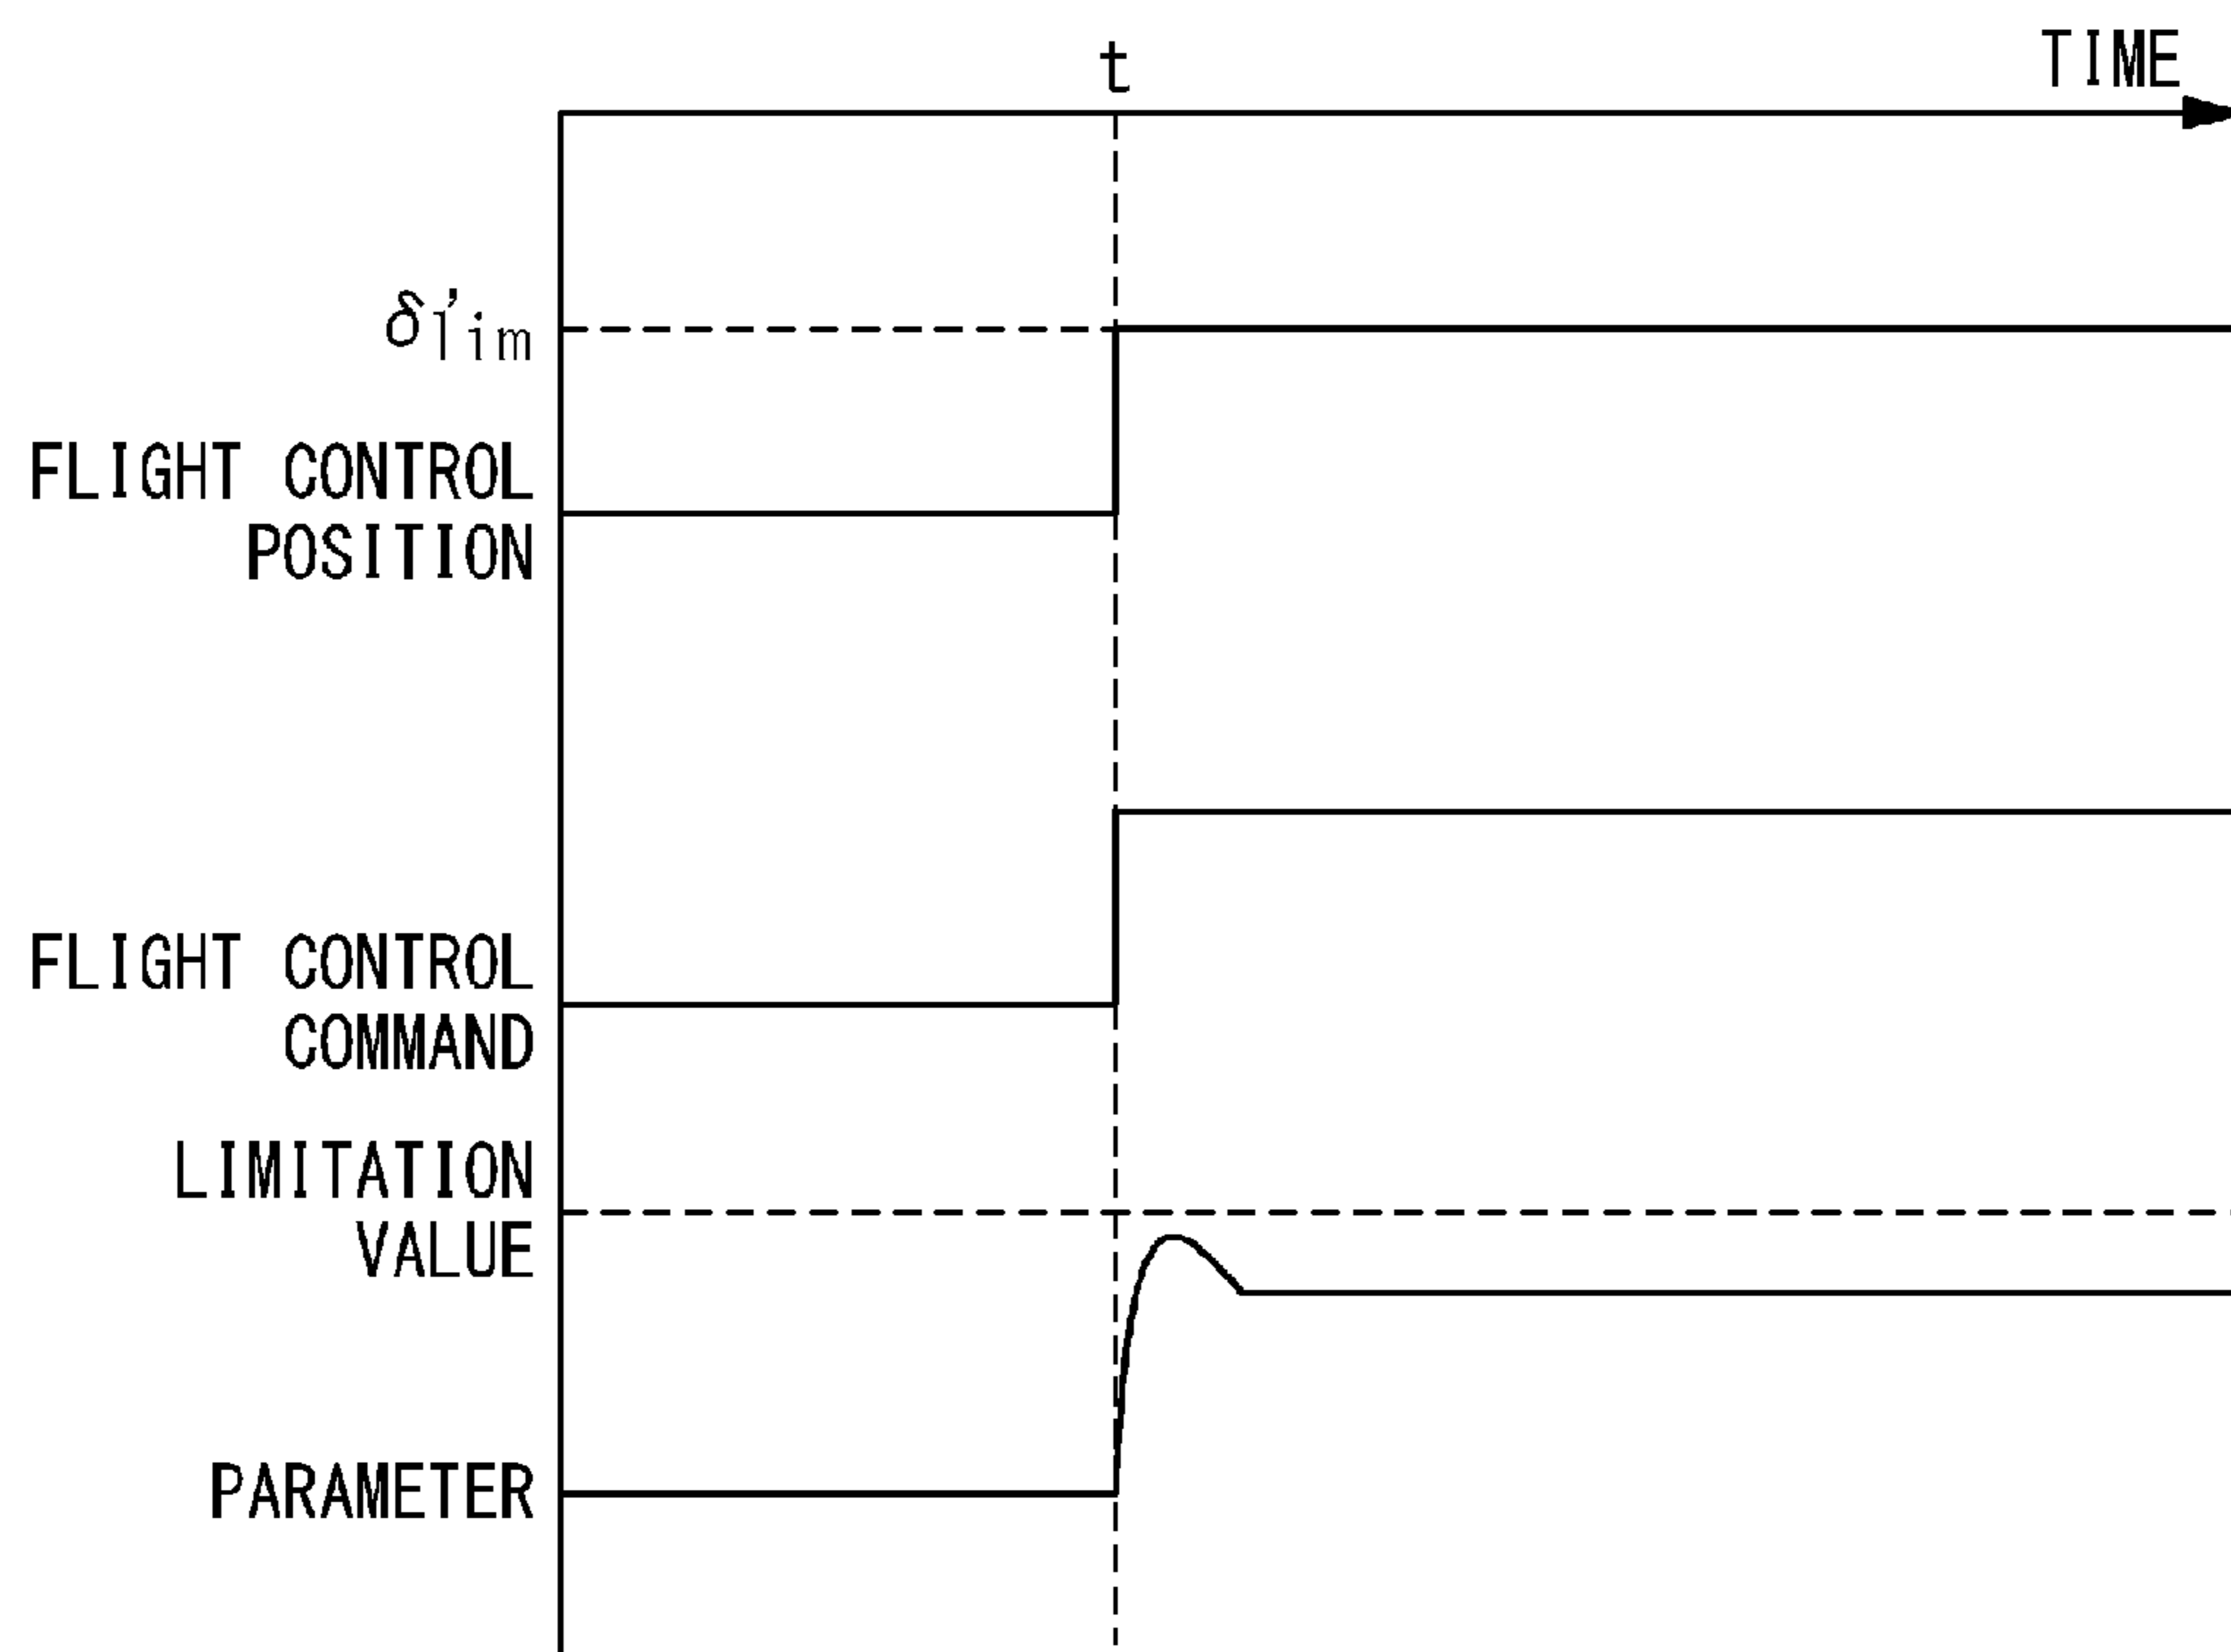 t
TIME
δ'lim
FLIGHT CONTROL
POSITION
FLIGHT CONTROL
COMMAND
LIMITATION
VALUE
PARAMETER